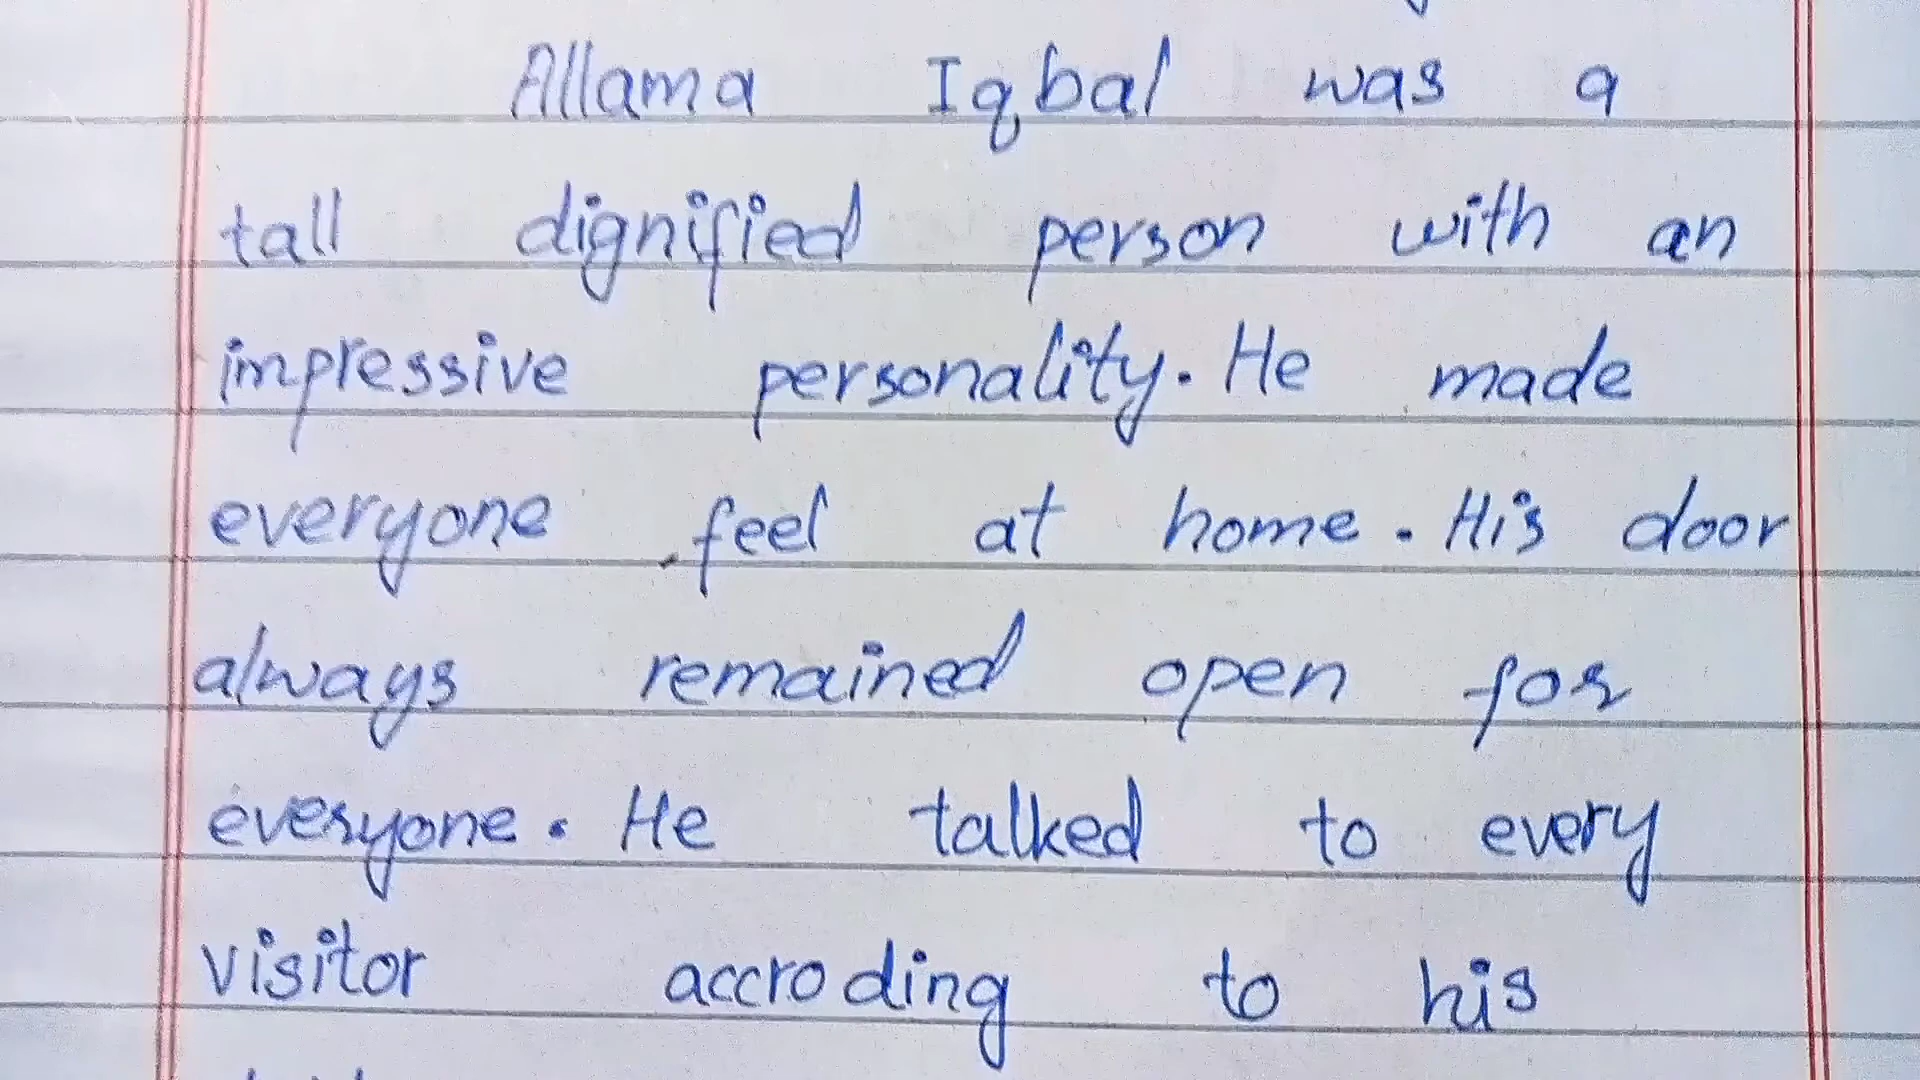 Allama Iqbal was a
tall dignified person with an
impressive personality. He made
everyone feel at home. His door
always remained open for
everyone. He talked to every
visitor accroding to his